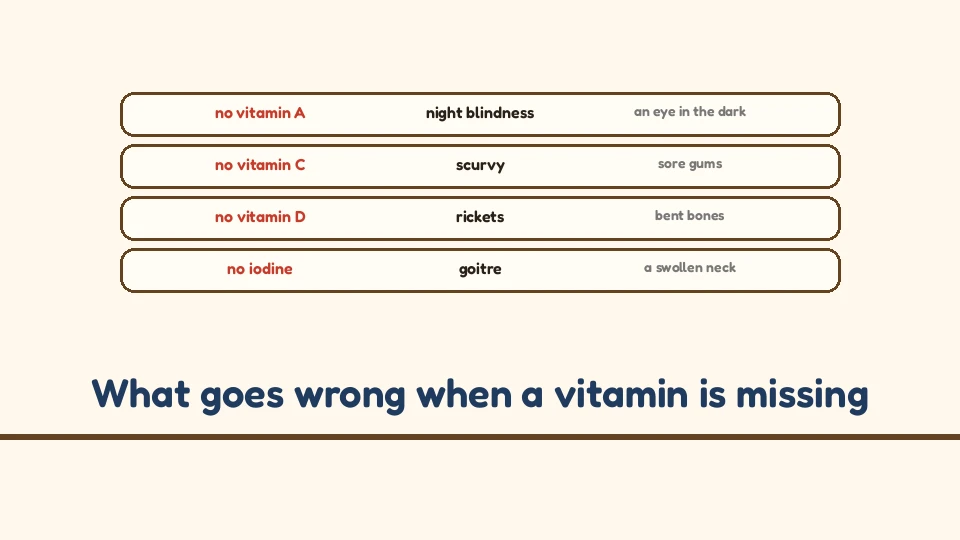 no vitamin A night blindness an eye in the dark
no vitamin C scurvy sore gums
no vitamin D rickets bent bones
no iodine goitre a swollen neck
What goes wrong when a vitamin is missing